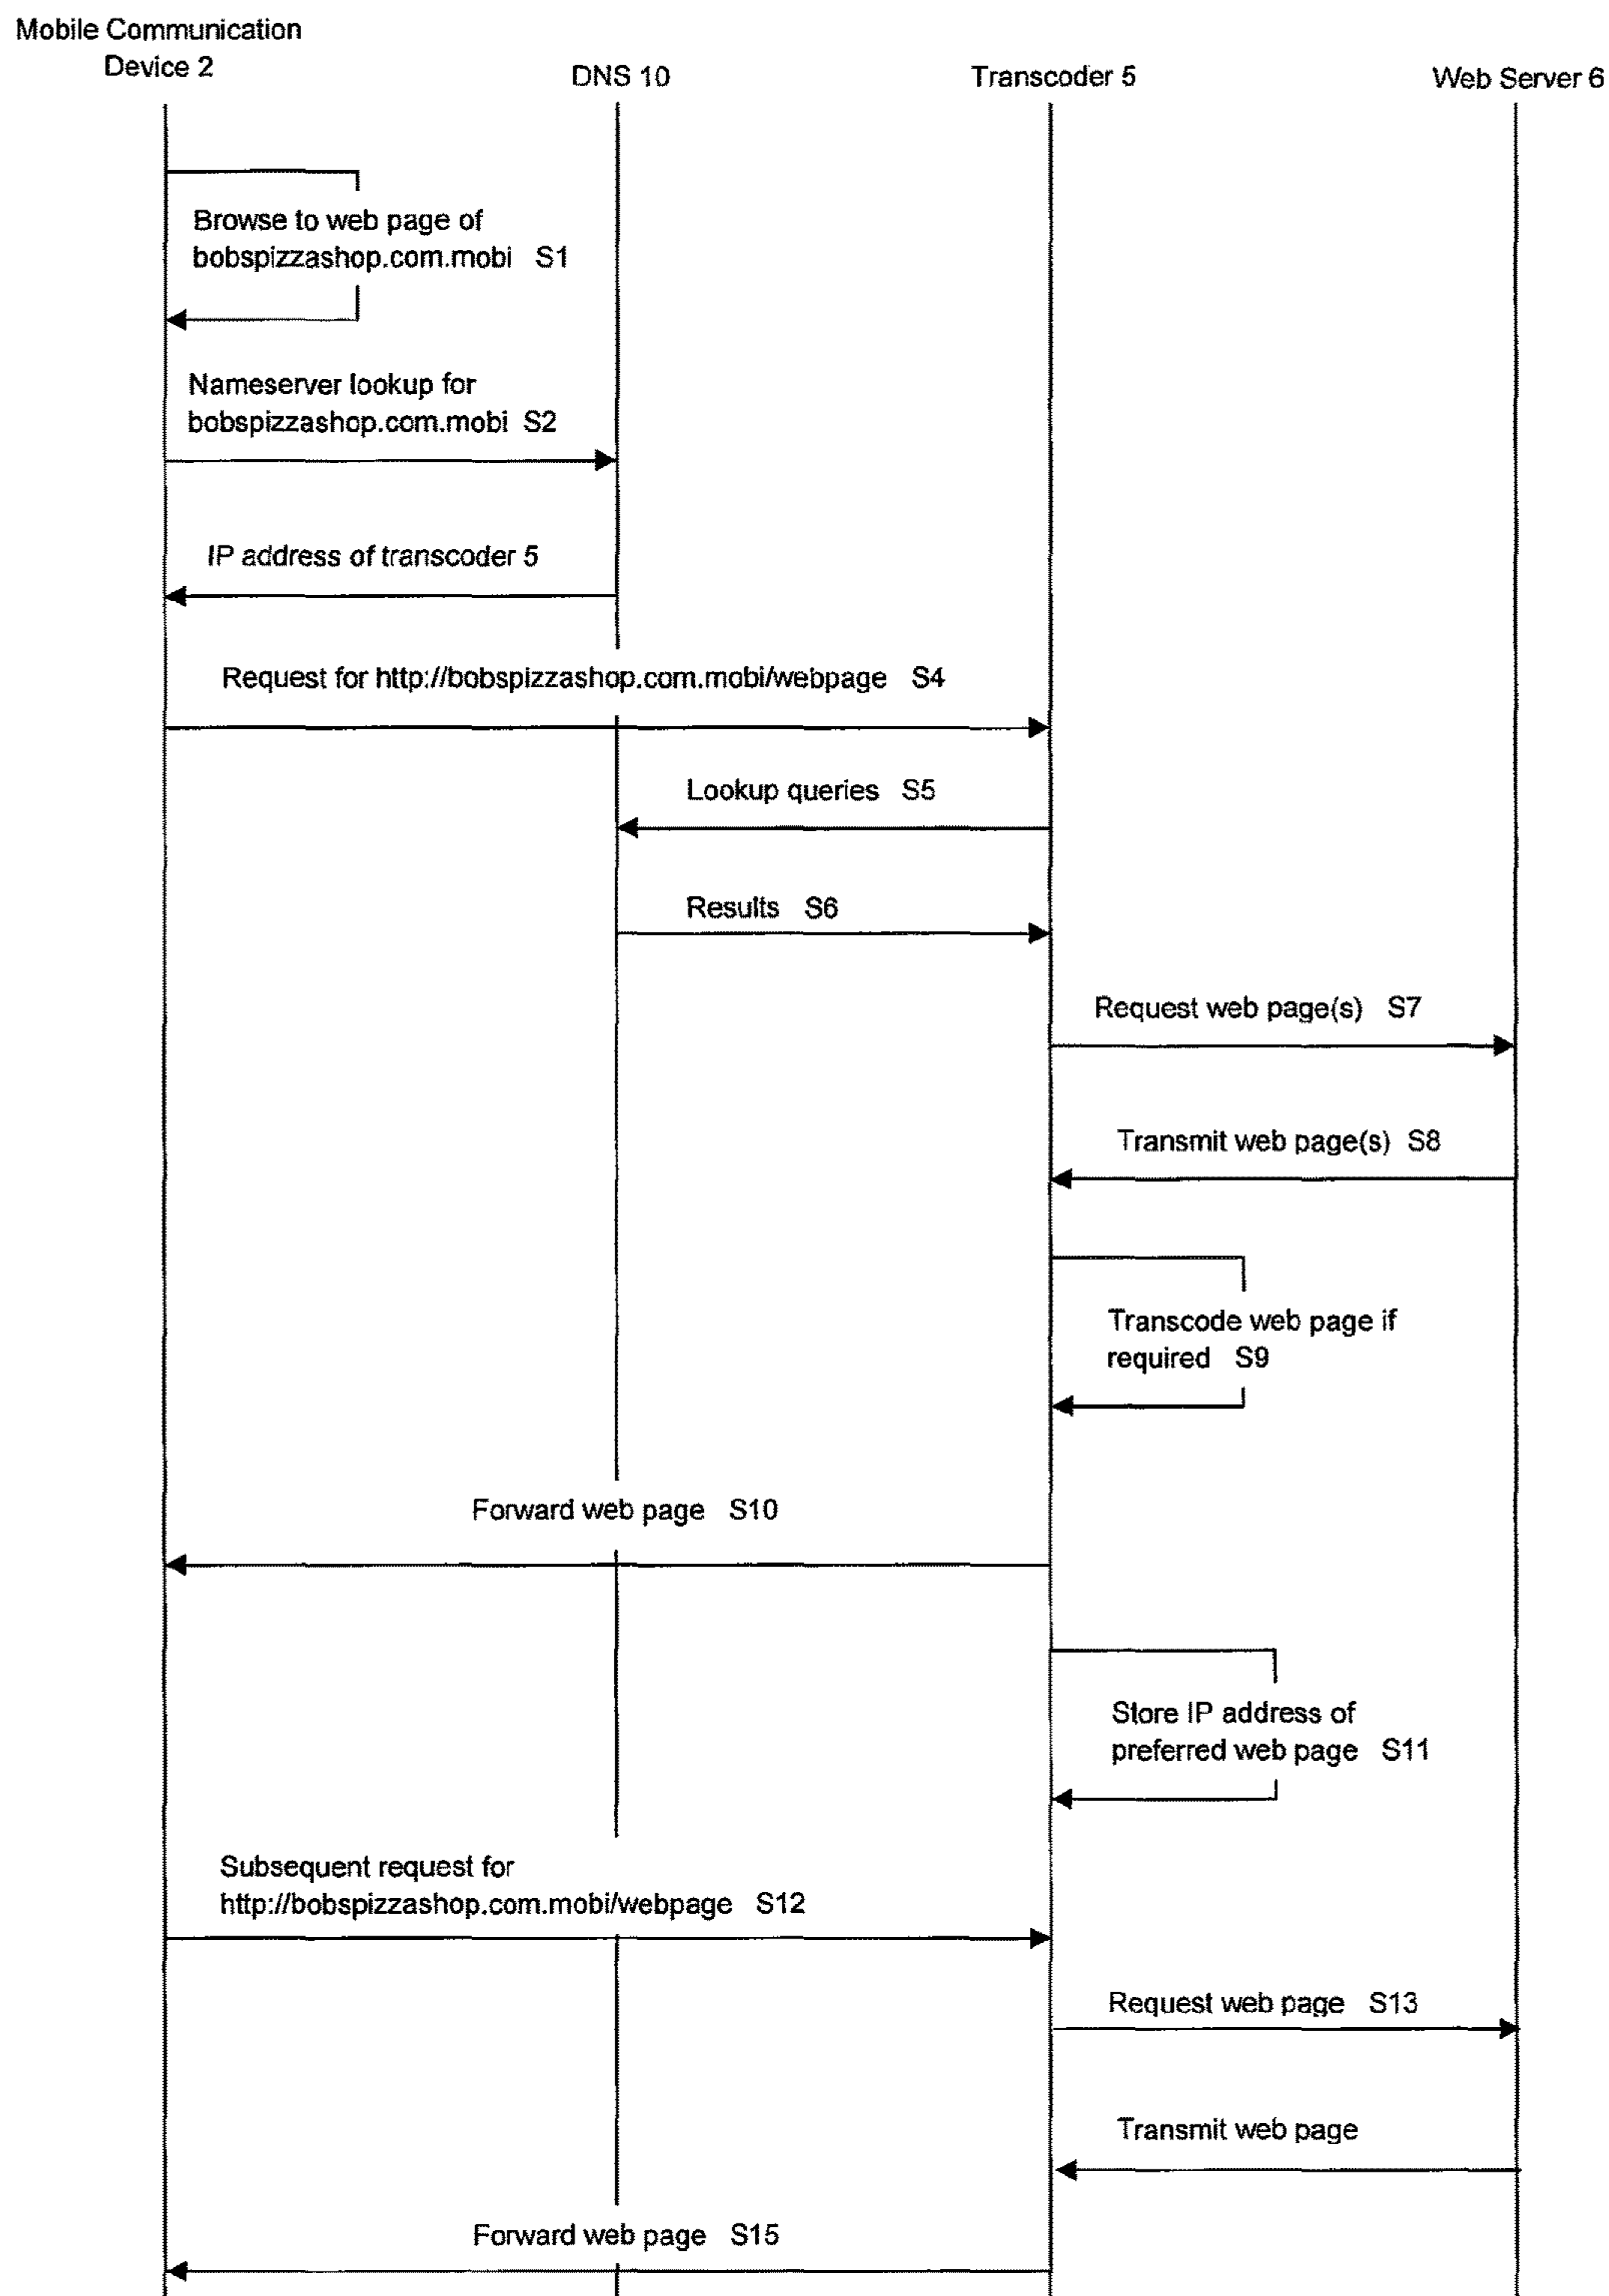 Mobile Communication
Device 2
DNS 10
Transcoder 5
Web Server 6
Browse to web page of
bobspizzashop.com.mobi S1
Nameserver lookup for
bobspizzashop.com.mobi S2
IP address of transcoder 5
Request for http://bobspizzashop.com.mobi/webpage S4
Lookup queries S5
Results S6
Request web page(s) S7
Transmit web page(s) S8
Transcode web page if
required S9
Forward web page S10
Store IP address of
preferred web page S11
Subsequent request for
http://bobspizzashop.com.mobi/webpage S12
Request web page S13
Transmit web page
Forward web page S15